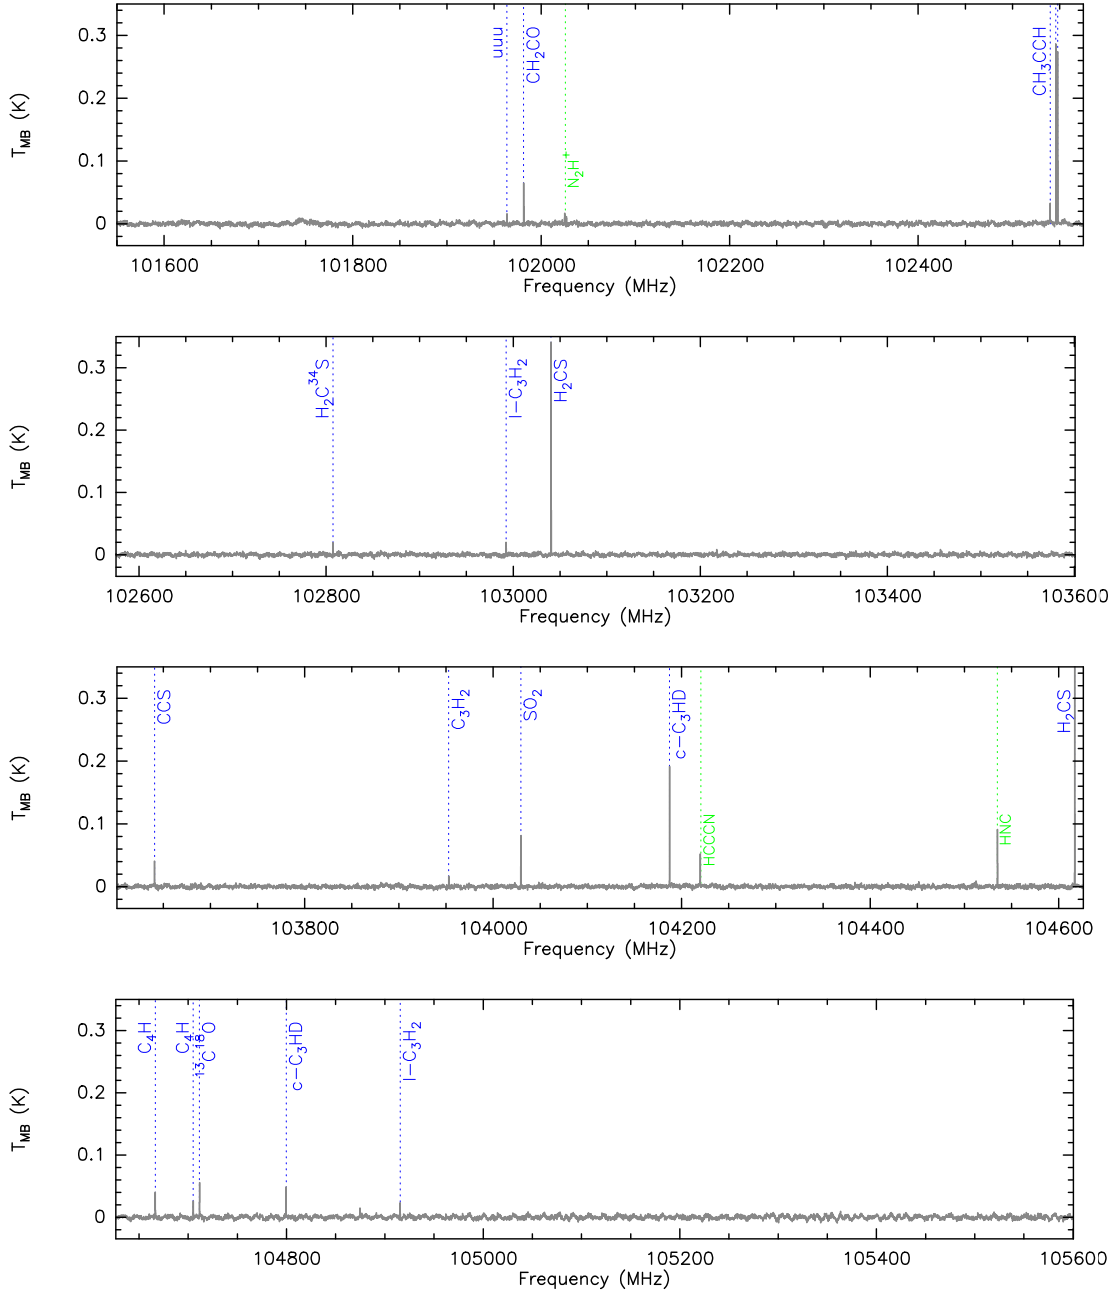 T_MB (K)
0.3
0.2
0.1
0
uuu
CH₂CO
N₂H⁺
CH₃CCH
101600 101800 102000 102200 102400
Frequency (MHz)
T_MB (K)
0.3
0.2
0.1
0
H₂C³⁴S
l-C₃H₂
H₂CS
102600 102800 103000 103200 103400 103600
Frequency (MHz)
T_MB (K)
0.3
0.2
0.1
0
CCS
C₃H₂
SO₂
c-C₃HD
HCCCN
HNC
H₂CS
103800 104000 104200 104400 104600
Frequency (MHz)
T_MB (K)
0.3
0.2
0.1
0
C₄H
C₄H
¹³C¹⁸O
c-C₃HD
l-C₃H₂
104800 105000 105200 105400 105600
Frequency (MHz)